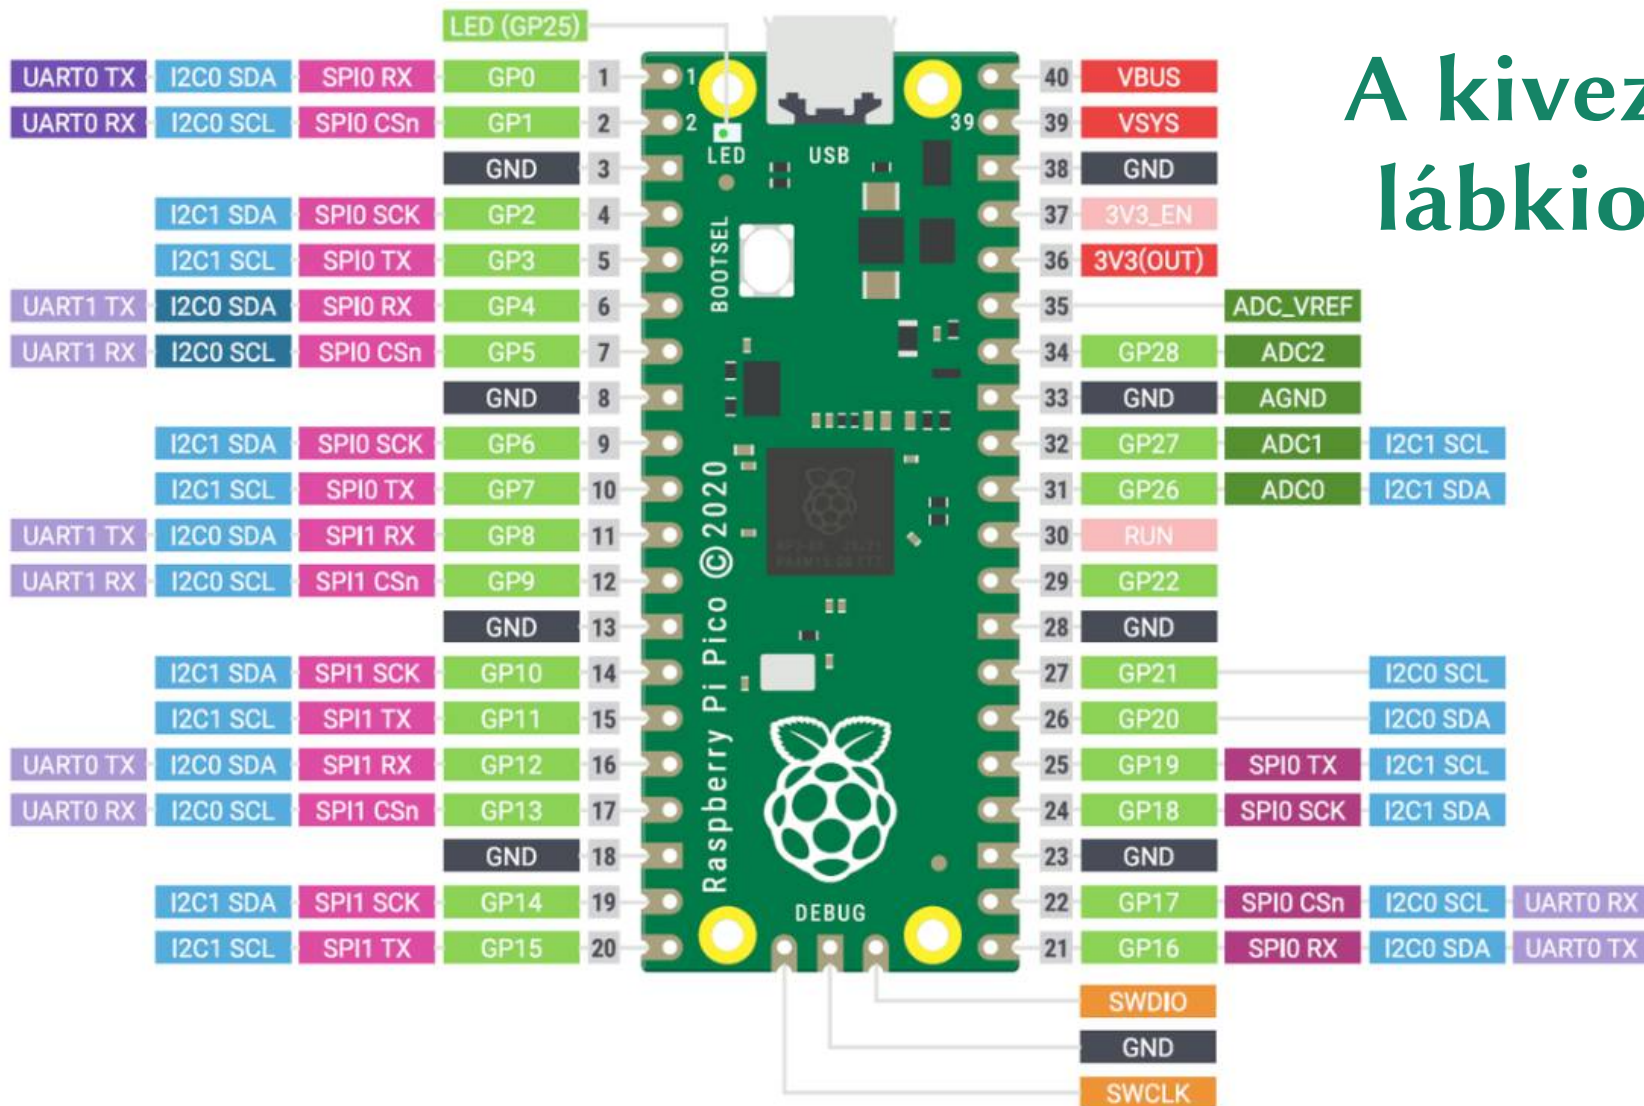 LED (GP25)
A kivez
lábkio
UART0 TX I2C0 SDA SPI0 RX GP0 1 1 40 VBUS
UART0 RX I2C0 SCL SPI0 CSn GP1 2 2 39 39 VSYS
LED USB
GND 3 38 GND
I2C1 SDA SPI0 SCK GP2 4 37 3V3_EN
BOOTSEL
I2C1 SCL SPI0 TX GP3 5 36 3V3(OUT)
UART1 TX I2C0 SDA SPI0 RX GP4 6 35 ADC_VREF
UART1 RX I2C0 SCL SPI0 CSn GP5 7 34 GP28 ADC2
GND 8 33 GND AGND
I2C1 SDA SPI0 SCK GP6 9 32 GP27 ADC1 I2C1 SCL
I2C1 SCL SPI0 TX GP7 10 31 GP26 ADC0 I2C1 SDA
UART1 TX I2C0 SDA SPI1 RX GP8 11 30 RUN
UART1 RX I2C0 SCL SPI1 CSn GP9 12 29 GP22
GND 13 28 GND
Raspberry Pi Pico ©2020
I2C1 SDA SPI1 SCK GP10 14 27 GP21 I2C0 SCL
I2C1 SCL SPI1 TX GP11 15 26 GP20 I2C0 SDA
UART0 TX I2C0 SDA SPI1 RX GP12 16 25 GP19 SPI0 TX I2C1 SCL
UART0 RX I2C0 SCL SPI1 CSn GP13 17 24 GP18 SPI0 SCK I2C1 SDA
GND 18 23 GND
I2C1 SDA SPI1 SCK GP14 19 22 GP17 SPI0 CSn I2C0 SCL UART0 RX
DEBUG
I2C1 SCL SPI1 TX GP15 20 21 GP16 SPI0 RX I2C0 SDA UART0 TX
SWDIO
GND
SWCLK